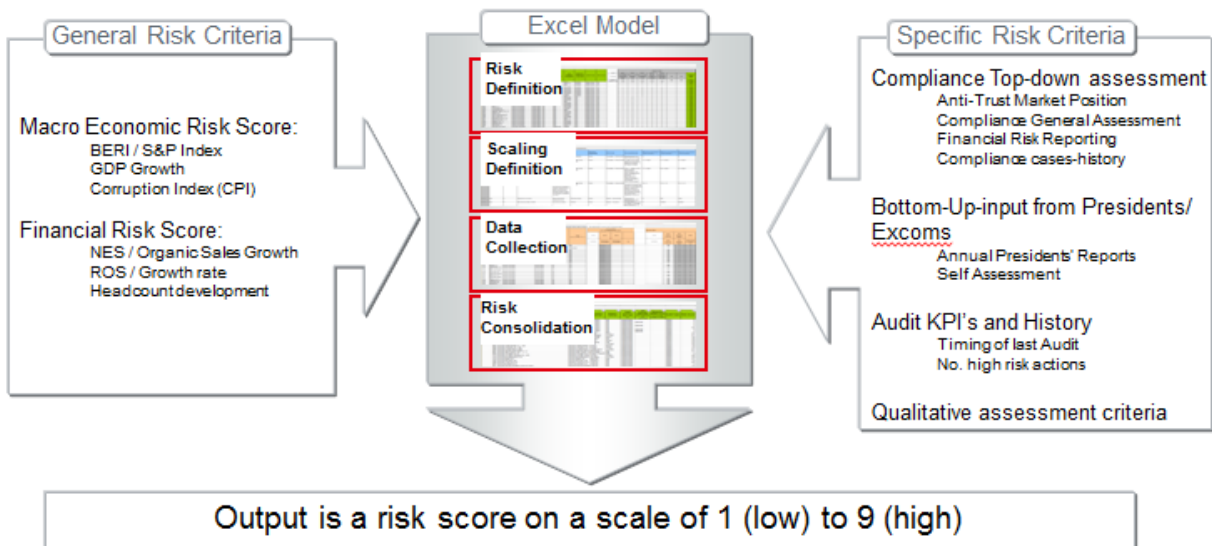 General Risk Criteria
Macro Economic Risk Score:
BERI / S&P Index
GDP Growth
Corruption Index (CPI)
Financial Risk Score:
NES / Organic Sales Growth
ROS / Growth rate
Headcount development
Excel Model
Risk
Definition
Scaling
Definition
Data
Collection
Risk
Consolidation
Specific Risk Criteria
Compliance Top-down assessment
Anti-Trust Market Position
Compliance General Assessment
Financial Risk Reporting
Compliance cases-history
Bottom-Up-input from Presidents/
Excoms
Annual Presidents' Reports
Self Assessment
Audit KPI's and History
Timing of last Audit
No. high risk actions
Qualitative assessment criteria
Output is a risk score on a scale of 1 (low) to 9 (high)